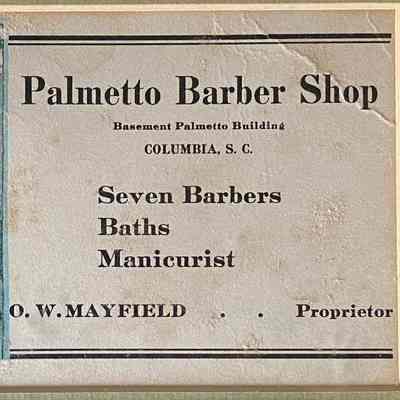 Palmetto Barber Shop
Basement Palmetto Building
COLUMBIA, S. C.
Seven Barbers
Baths
Manicurist
O. W. MAYFIELD . . Proprietor